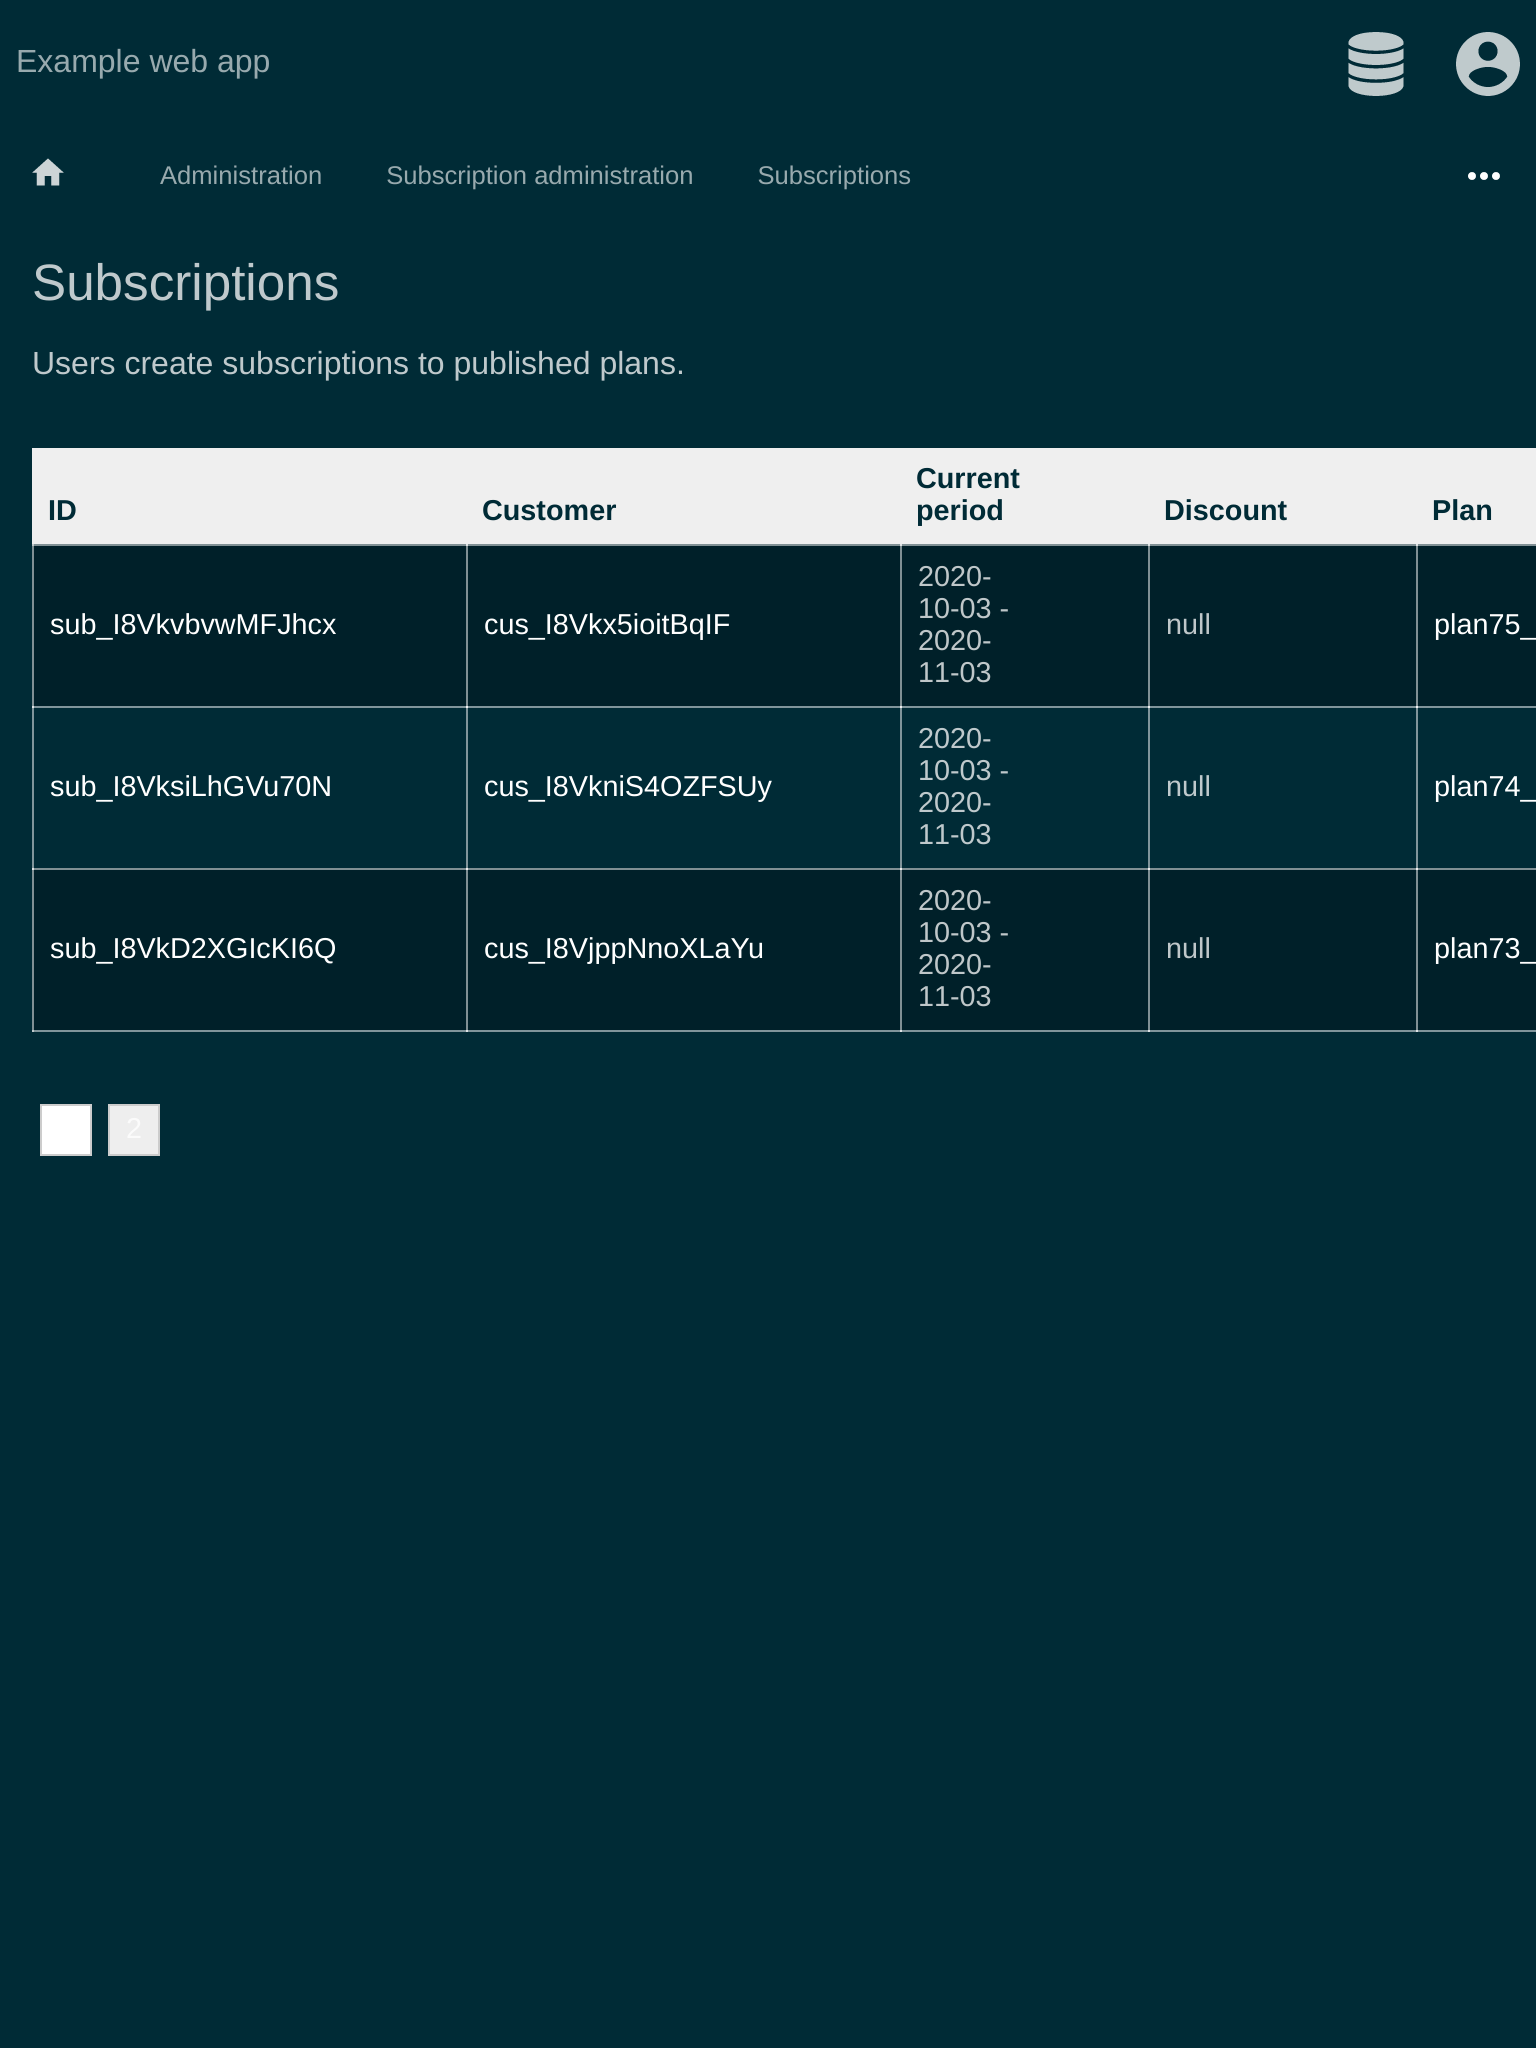 Example web app
Administration Subscription administration Subscriptions
Subscriptions
Users create subscriptions to published plans.
ID Customer Current period Discount Plan
sub_I8VkvbvwMFJhcx cus_I8Vkx5ioitBqIF 2020-10-03 - 2020-11-03 null plan75_
sub_I8VksiLhGVu70N cus_I8VkniS4OZFSUy 2020-10-03 - 2020-11-03 null plan74_
sub_I8VkD2XGIcKI6Q cus_I8VjppNnoXLaYu 2020-10-03 - 2020-11-03 null plan73_
2